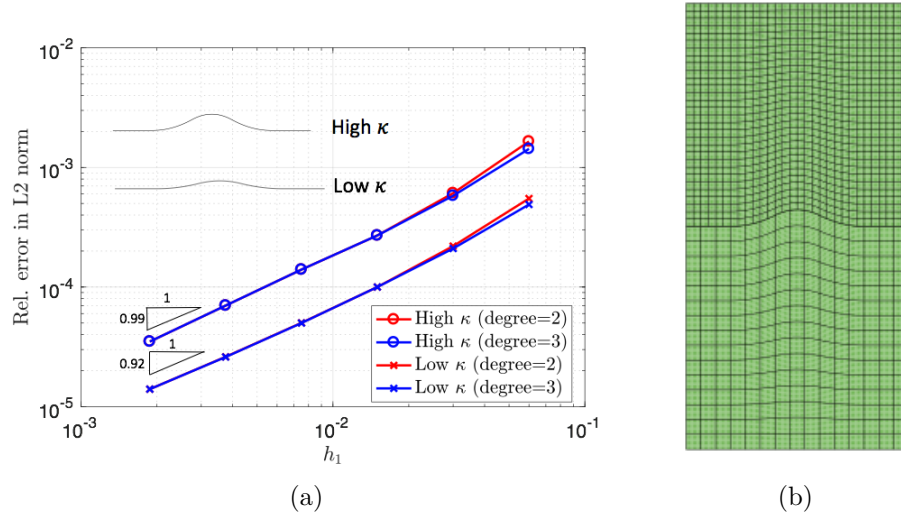 10^-2
10^-3
10^-4
10^-5
Rel. error in L2 norm
High κ
Low κ
1
0.99
1
0.92
High κ (degree=2)
High κ (degree=3)
Low κ (degree=2)
Low κ (degree=3)
10^-3
10^-2
10^-1
h_1
(a)
(b)